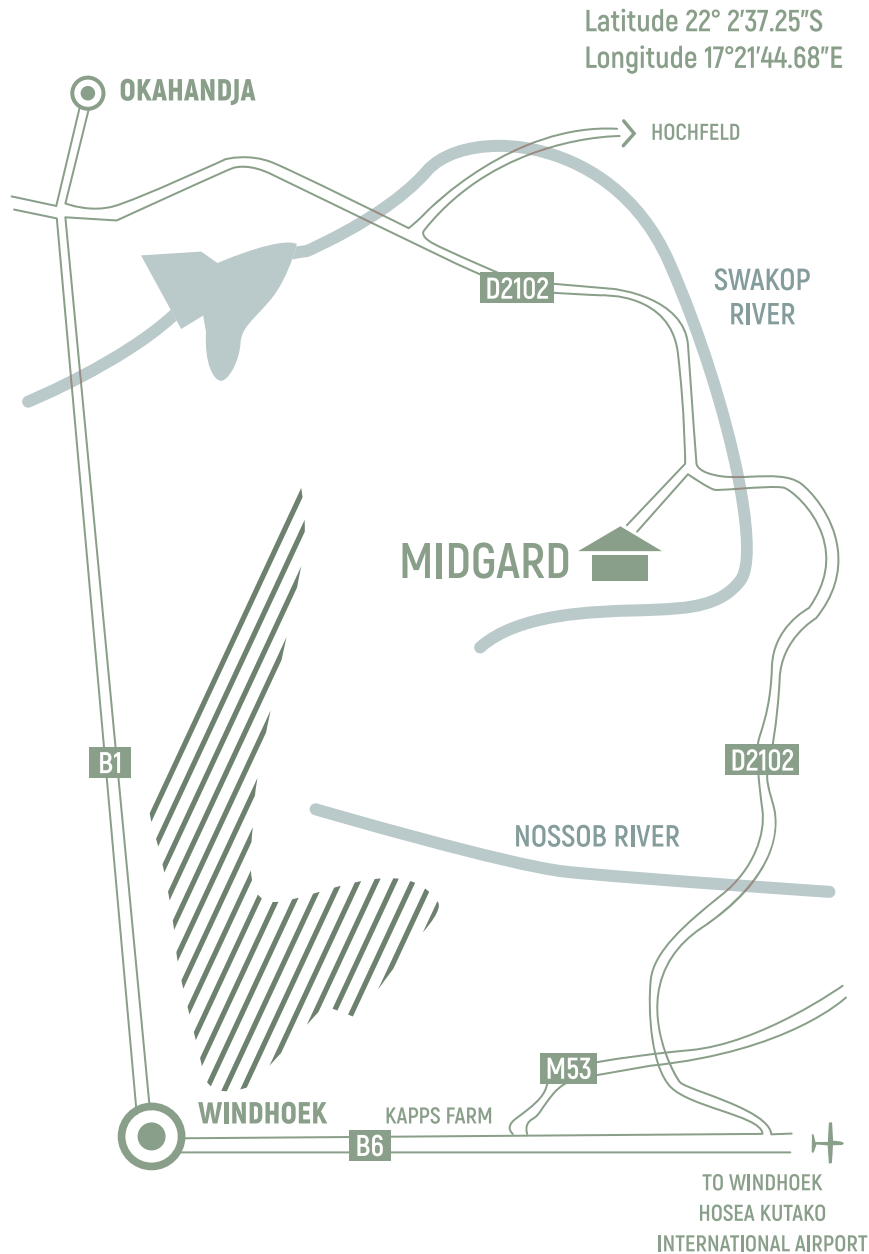 Latitude 22° 2'37.25"S
Longitude 17°21'44.68"E
OKAHANDJA
HOCHFELD
SWAKOP
RIVER
D2102
MIDGARD
B1
D2102
NOSSOB RIVER
M53
WINDHOEK
KAPPS FARM
B6
TO WINDHOEK
HOSEA KUTAKO
INTERNATIONAL AIRPORT